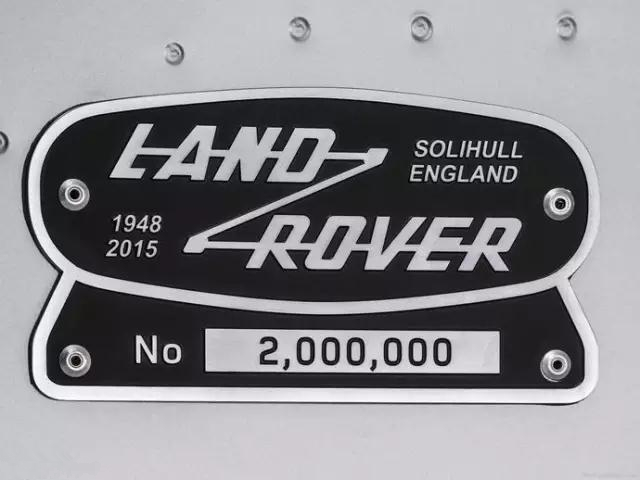 LAND
ROVER
SOLIHULL
ENGLAND
1948
2015
No 2,000,000